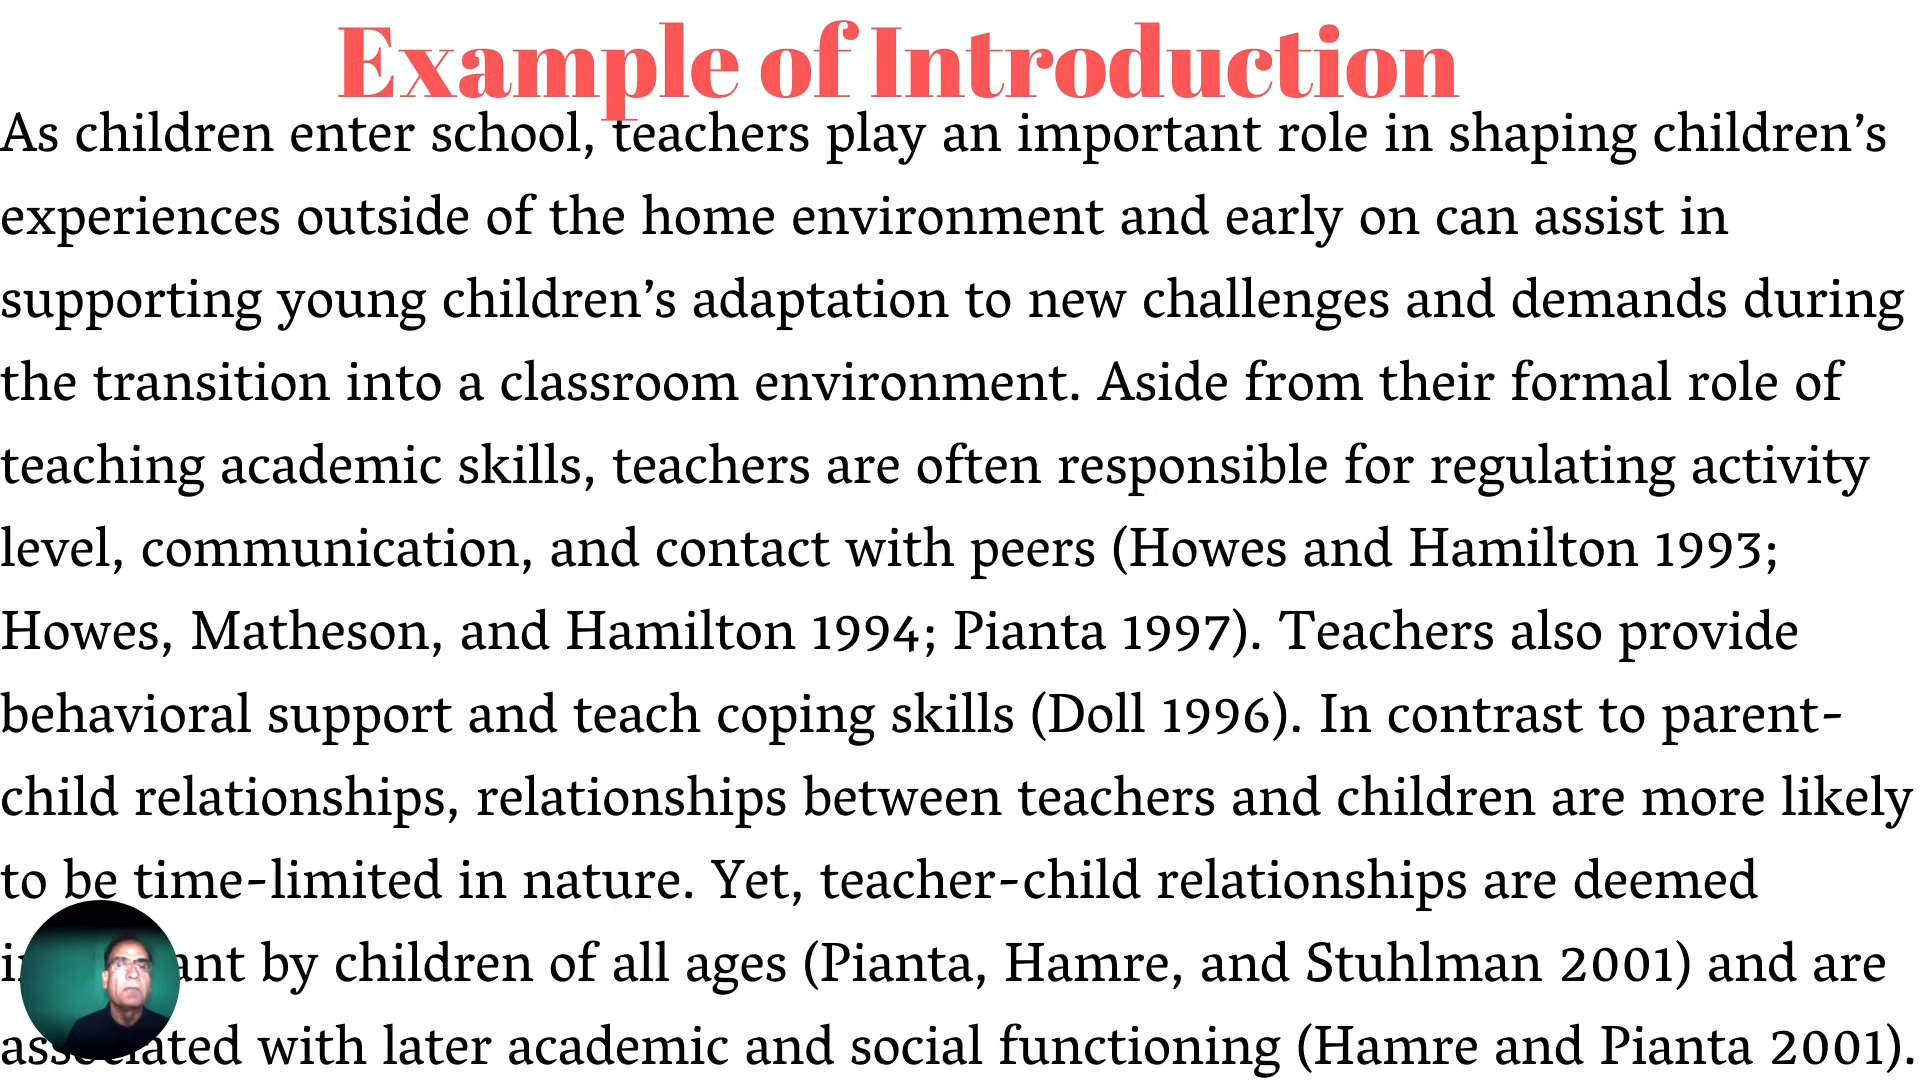 Example of Introduction
As children enter school, teachers play an important role in shaping children’s
experiences outside of the home environment and early on can assist in
supporting young children’s adaptation to new challenges and demands during
the transition into a classroom environment. Aside from their formal role of
teaching academic skills, teachers are often responsible for regulating activity
level, communication, and contact with peers (Howes and Hamilton 1993;
Howes, Matheson, and Hamilton 1994; Pianta 1997). Teachers also provide
behavioral support and teach coping skills (Doll 1996). In contrast to parent-
child relationships, relationships between teachers and children are more likely
to be time-limited in nature. Yet, teacher-child relationships are deemed
by children of all ages (Pianta, Hamre, and Stuhlman 2001) and are
associated with later academic and social functioning (Hamre and Pianta 2001).